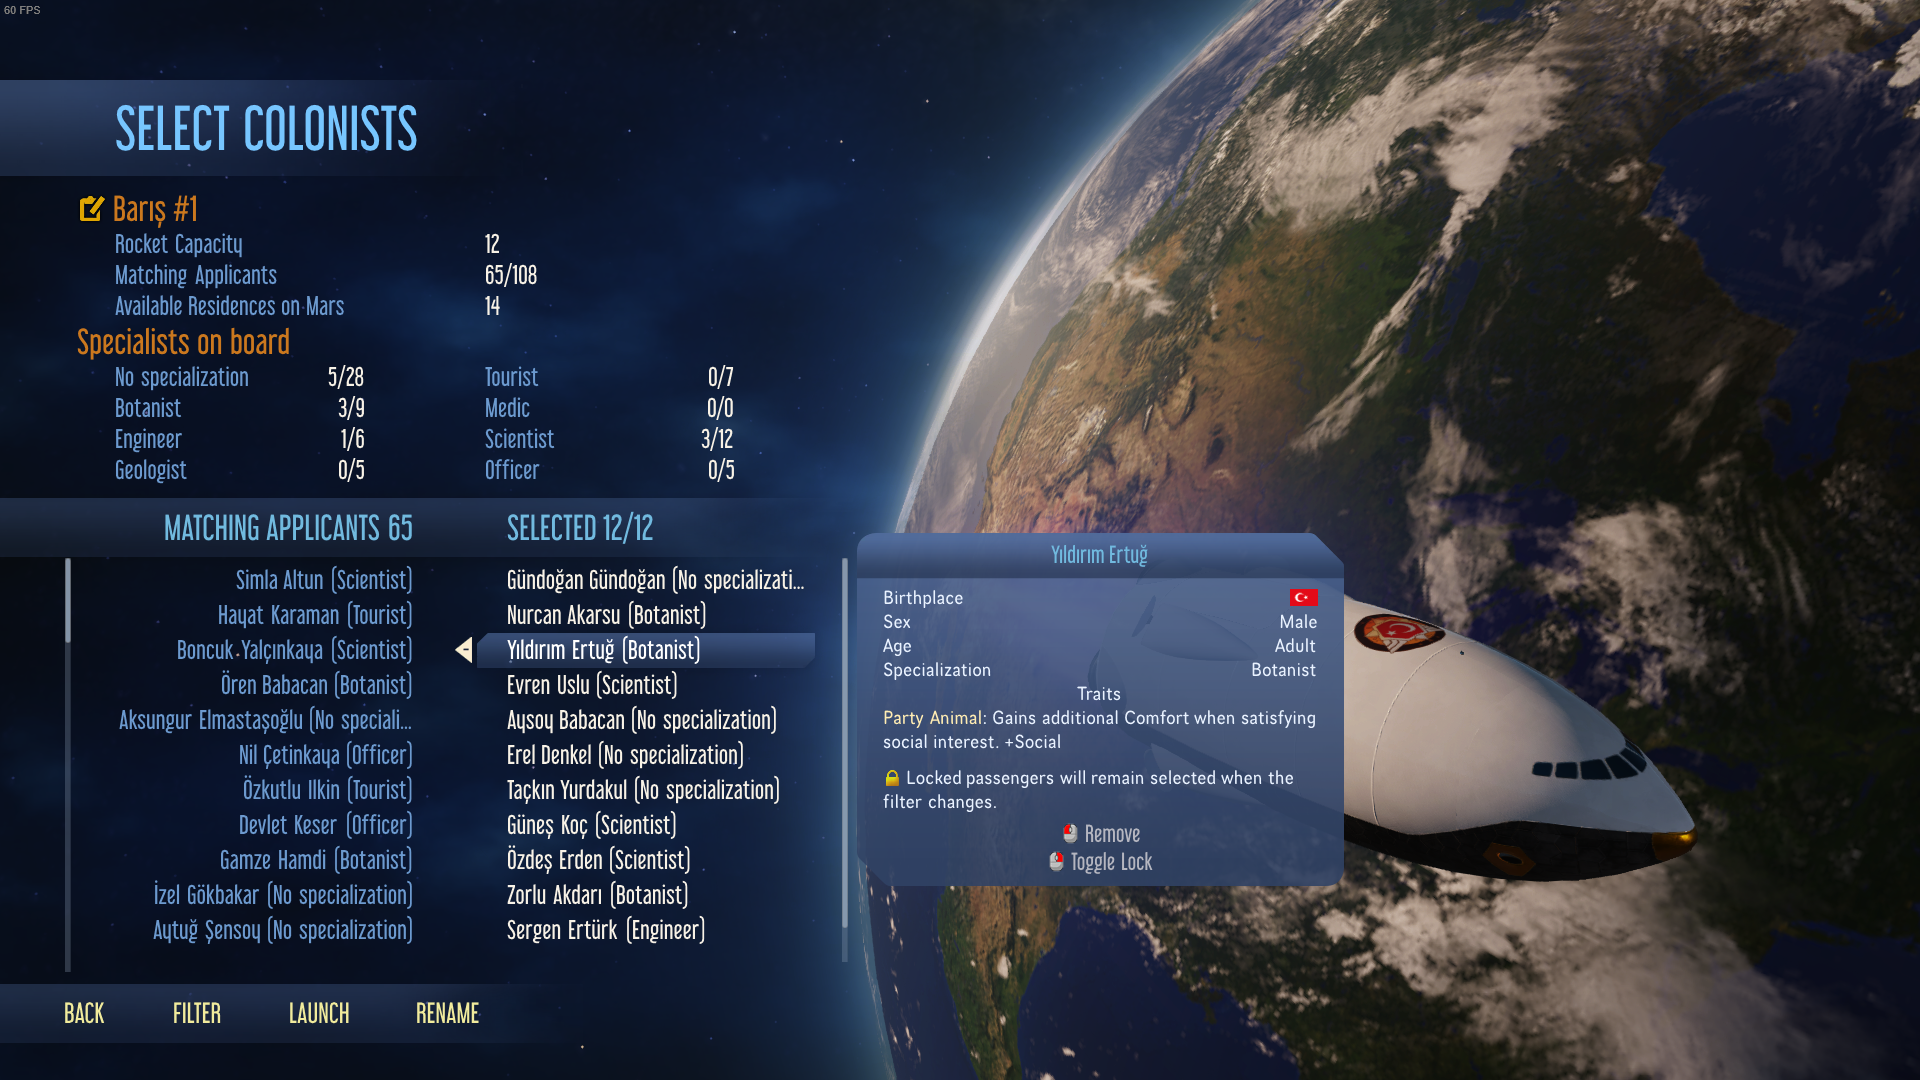 60 FPS
SELECT COLONISTS
Barış #1
Rocket Capacity 12
Matching Applicants 65/108
Available Residences on Mars 14
Specialists on board
No specialization 5/28 Tourist 0/7
Botanist 3/9 Medic 0/0
Engineer 1/6 Scientist 3/12
Geologist 0/5 Officer 0/5
MATCHING APPLICANTS 65
Simla Altun (Scientist)
Hayat Karaman (Tourist)
Boncuk Yalçınkaya (Scientist)
Ören Babacan (Botanist)
Aksungur Elmastaşoğlu (No speciali...
Nil Çetinkaya (Officer)
Özkutlu Ilkin (Tourist)
Devlet Keser (Officer)
Gamze Hamdi (Botanist)
İzel Gökbakar (No specialization)
Aytuğ Şensoy (No specialization)
SELECTED 12/12
Gündoğan Gündoğan (No specializati...
Nurcan Akarsu (Botanist)
Yıldırım Ertuğ (Botanist)
Evren Uslu (Scientist)
Aysoy Babacan (No specialization)
Erel Denkel (No specialization)
Taçkın Yurdakul (No specialization)
Güneş Koç (Scientist)
Özdeş Erden (Scientist)
Zorlu Akdarı (Botanist)
Sergen Ertürk (Engineer)
Yıldırım Ertuğ
Birthplace
Sex Male
Age Adult
Specialization Botanist
Traits
Party Animal: Gains additional Comfort when satisfying
social interest. +Social
Locked passengers will remain selected when the
filter changes.
Remove
Toggle Lock
BACK FILTER LAUNCH RENAME